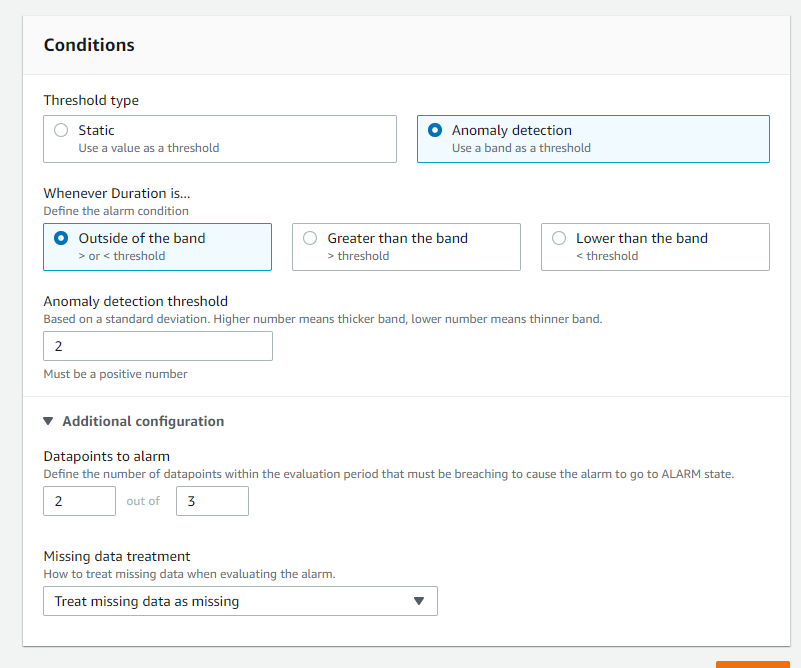 Conditions
Threshold type
Static
Use a value as a threshold
Anomaly detection
Use a band as a threshold
Whenever Duration is...
Define the alarm condition
Outside of the band
> or < threshold
Greater than the band
> threshold
Lower than the band
< threshold
Anomaly detection threshold
Based on a standard deviation. Higher number means thicker band, lower number means thinner band.
2
Must be a positive number
Additional configuration
Datapoints to alarm
Define the number of datapoints within the evaluation period that must be breaching to cause the alarm to go to ALARM state.
2 out of 3
Missing data treatment
How to treat missing data when evaluating the alarm.
Treat missing data as missing